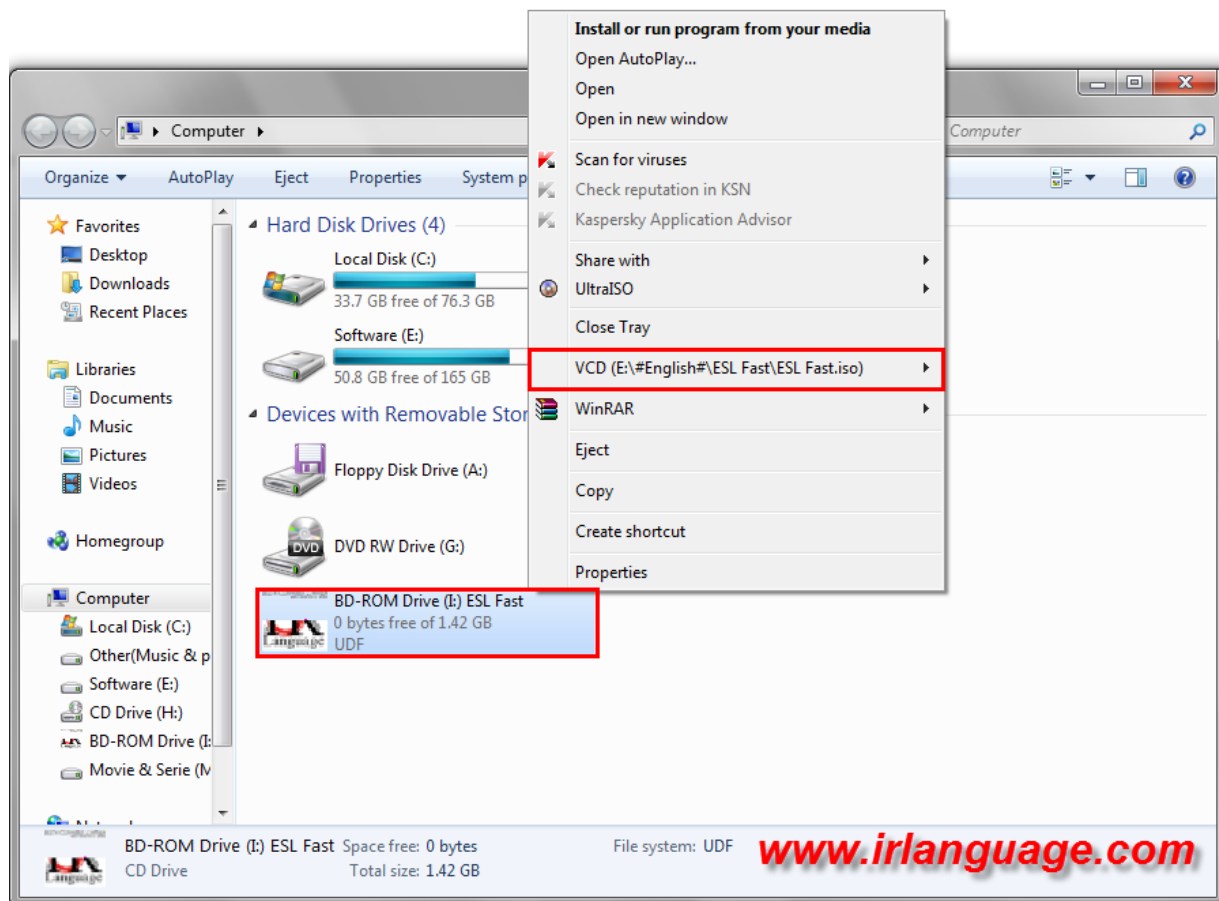 Install or run program from your media
Open AutoPlay...
Open
Open in new window
Scan for viruses
Check reputation in KSN
Kaspersky Application Advisor
Share with
UltraISO
Close Tray
VCD (E:\#English#\ESL Fast\ESL Fast.iso)
WinRAR
Eject
Copy
Create shortcut
Properties
Computer
Computer
Organize
AutoPlay
Eject
Properties
System p
Favorites
Desktop
Downloads
Recent Places
Libraries
Documents
Music
Pictures
Videos
Homegroup
Computer
Local Disk (C:)
Other(Music & p
Software (E:)
CD Drive (H:)
BD-ROM Drive (I:
Movie & Serie (M
Hard Disk Drives (4)
Local Disk (C:)
33.7 GB free of 76.3 GB
Software (E:)
50.8 GB free of 165 GB
Devices with Removable Stor
Floppy Disk Drive (A:)
DVD
DVD RW Drive (G:)
BD-ROM Drive (I:) ESL Fast
0 bytes free of 1.42 GB
UDF
Language
BD-ROM Drive (I:) ESL Fast Space free: 0 bytes File system: UDF
CD Drive Total size: 1.42 GB
Language
www.irlanguage.com